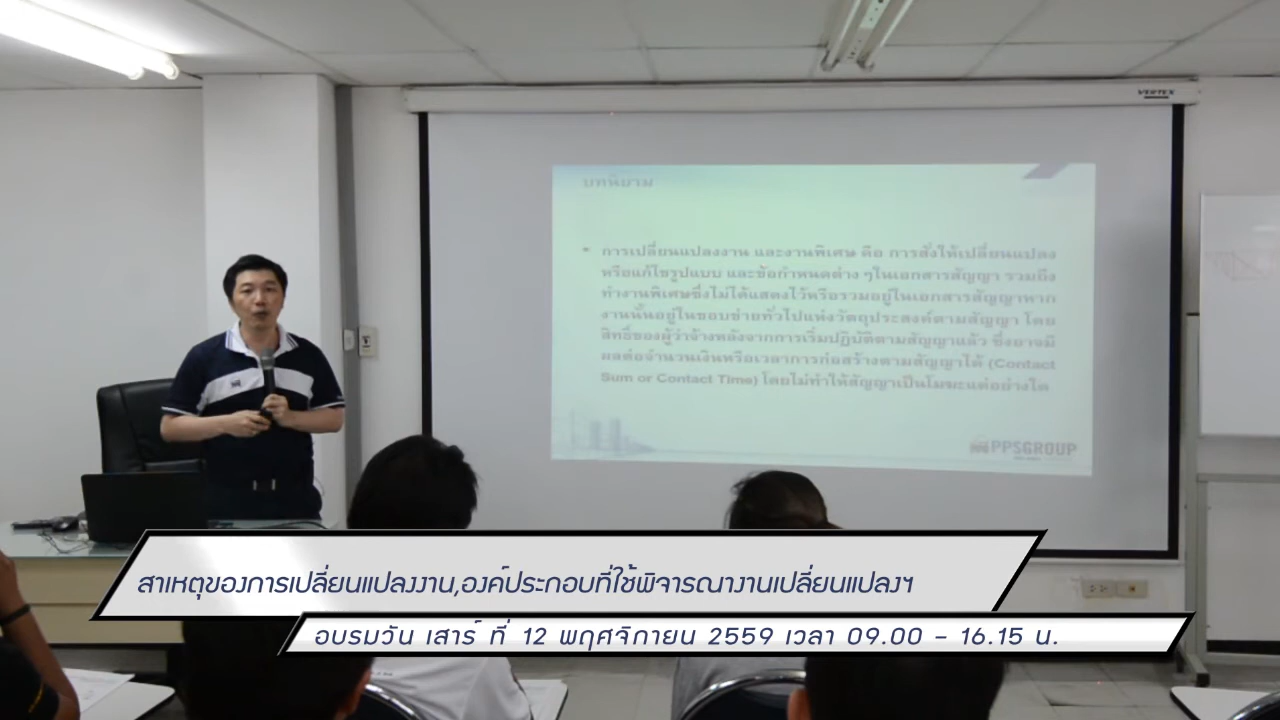 VERTEX
บทนิยาม
การเปลี่ยนแปลงงาน และงานพิเศษ คือ การสั่งให้เปลี่ยนแปลง
หรือแก้ไขรูปแบบ และข้อกำหนดต่าง ๆในเอกสารสัญญา รวมถึง
ทำงานพิเศษซึ่งไม่ได้แสดงไว้หรือรวมอยู่ในเอกสารสัญญาหาก
งานนั้นอยู่ในขอบข่ายทั่วไปแห่งวัตถุประสงค์ตามสัญญา โดย
สิทธิ์ของผู้ว่าจ้างหลังจากการเริ่มปฏิบัติตามสัญญาแล้ว ซึ่งอาจมี
ผลต่อจำนวนเงินหรือเวลาการก่อสร้างตามสัญญาได้ (Contact
Sum or Contact Time) โดยไม่ทำให้สัญญาเป็นโมฆะแต่อย่างใด
PPSGROUP
สาเหตุของการเปลี่ยนแปลงงาน,องค์ประกอบที่ใช้พิจารณางานเปลี่ยนแปลงฯ
อบรมวัน เสาร์ ที่ 12 พฤศจิกายน 2559 เวลา 09.00 - 16.15 น.